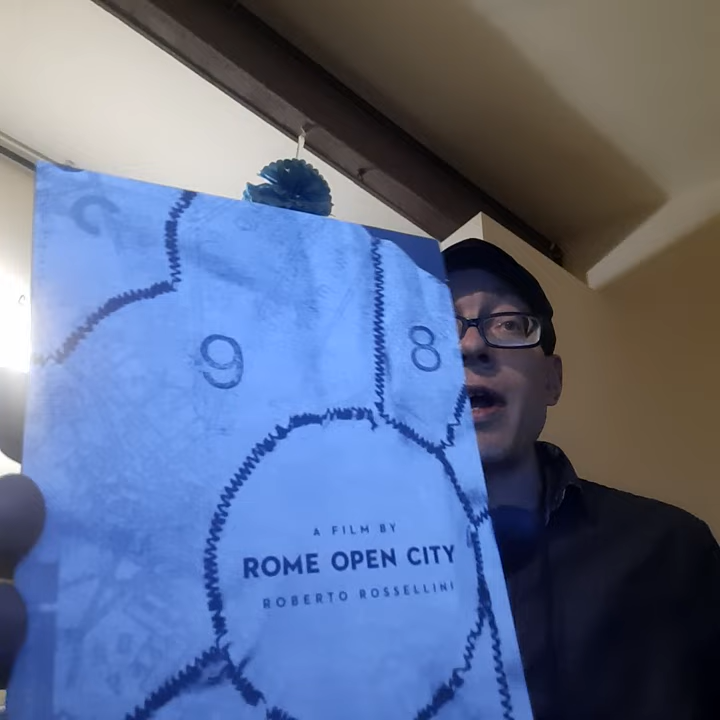 9
8
A FILM BY
ROME OPEN CITY
ROBERTO ROSSELLINI